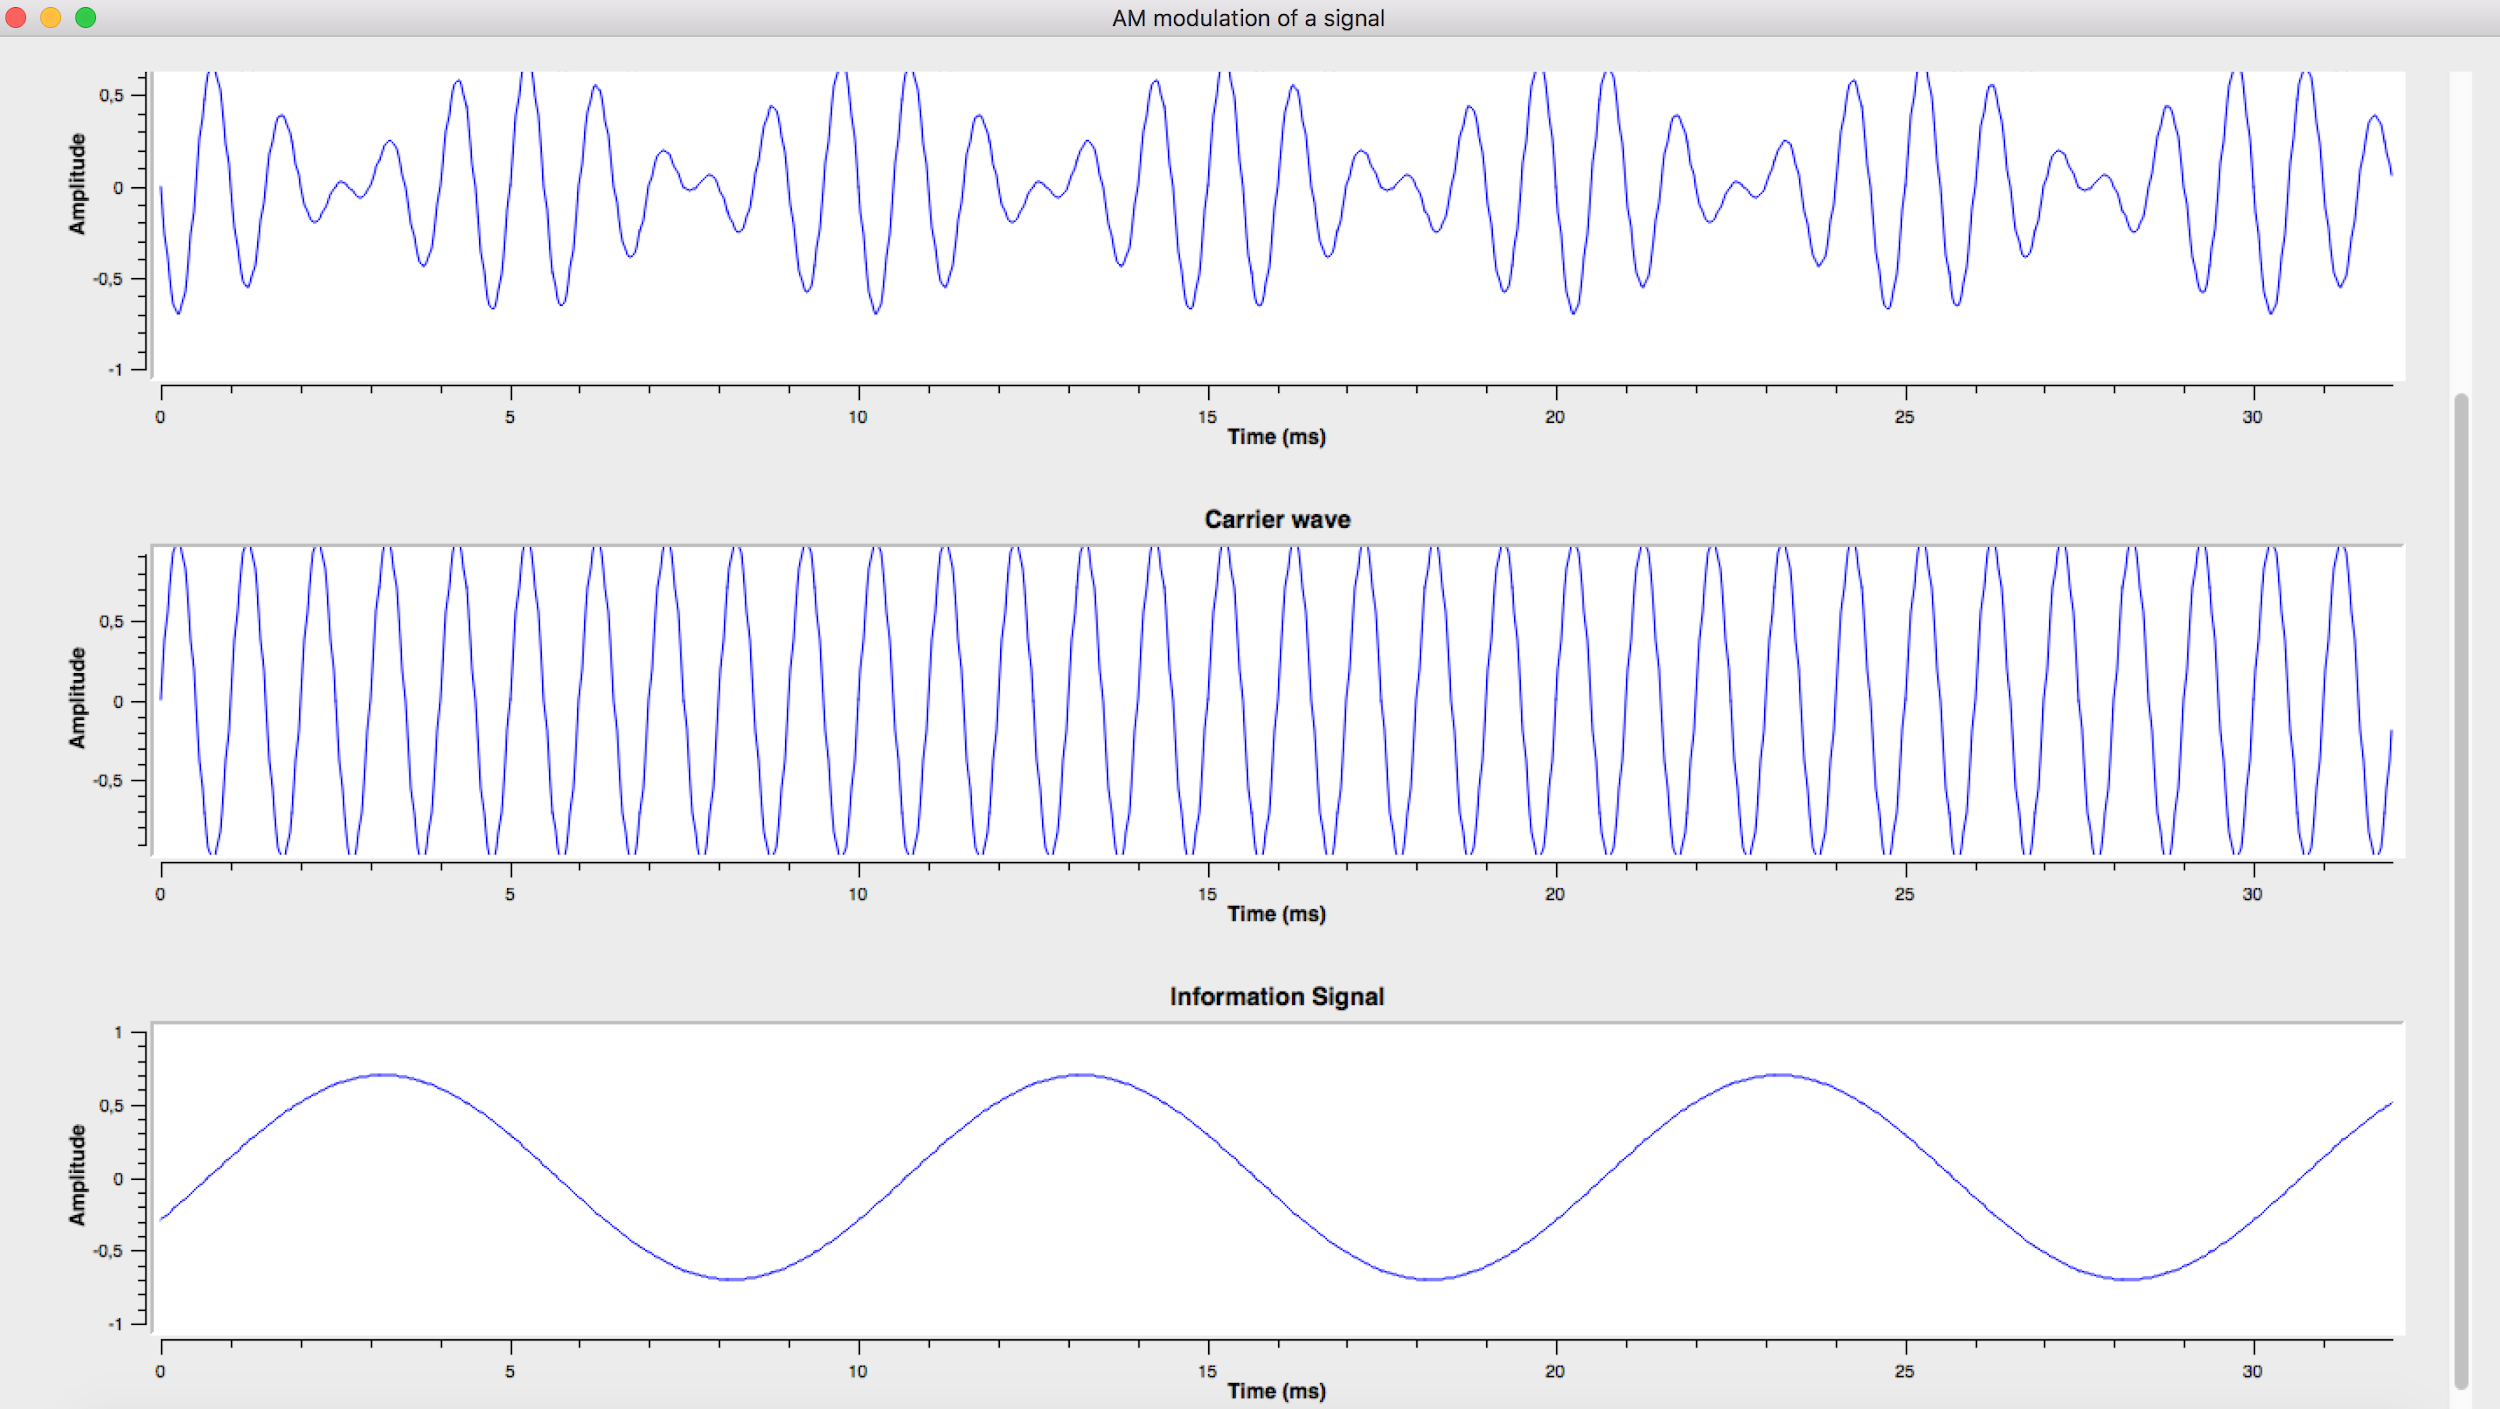 AM modulation of a signal
0,5
0
-0,5
-1
Amplitude
0 5 10 15 20 25 30
Time (ms)
Carrier wave
0,5
0
-0,5
Amplitude
0 5 10 15 20 25 30
Time (ms)
Information Signal
1
0,5
0
-0,5
-1
Amplitude
0 5 10 15 20 25 30
Time (ms)